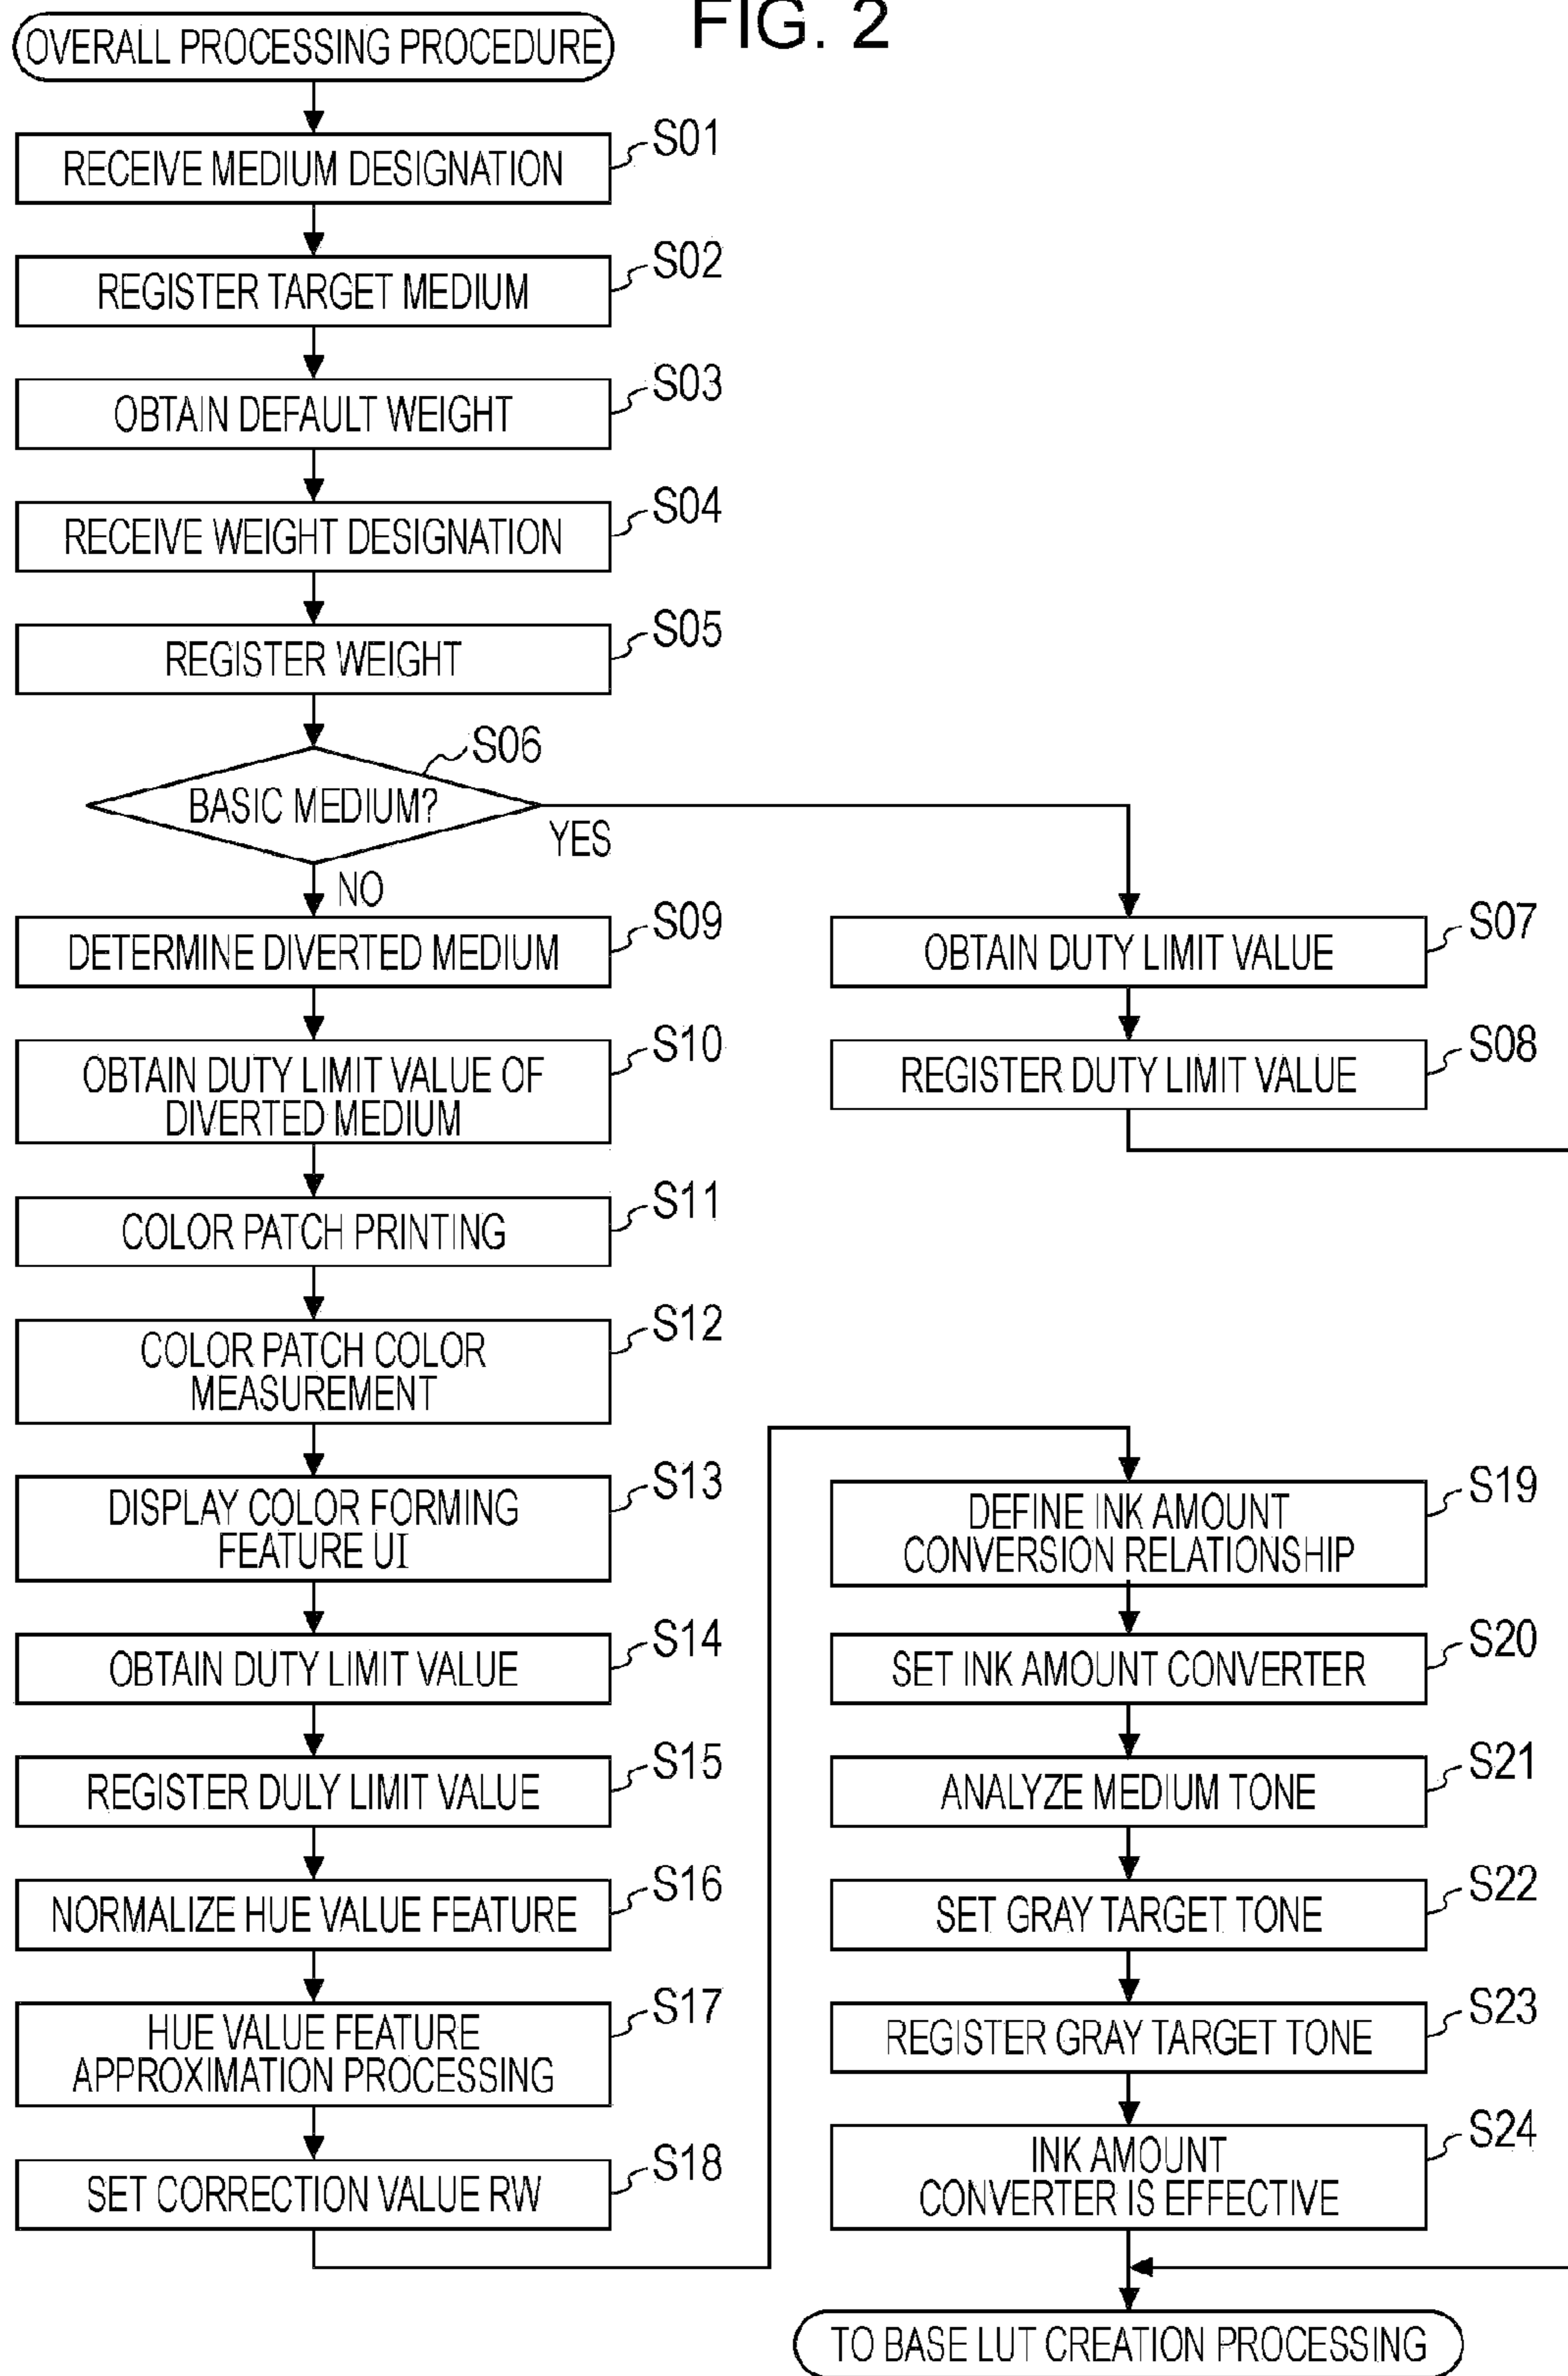 FIG. 2
OVERALL PROCESSING PROCEDURE
S01
RECEIVE MEDIUM DESIGNATION
S02
REGISTER TARGET MEDIUM
S03
OBTAIN DEFAULT WEIGHT
S04
RECEIVE WEIGHT DESIGNATION
S05
REGISTER WEIGHT
S06
BASIC MEDIUM?
YES
NO
S09
DETERMINE DIVERTED MEDIUM
S10
OBTAIN DUTY LIMIT VALUE OF
DIVERTED MEDIUM
S11
COLOR PATCH PRINTING
S12
COLOR PATCH COLOR
MEASUREMENT
S13
DISPLAY COLOR FORMING
FEATURE UI
S14
OBTAIN DUTY LIMIT VALUE
S15
REGISTER DULY LIMIT VALUE
S16
NORMALIZE HUE VALUE FEATURE
S17
HUE VALUE FEATURE
APPROXIMATION PROCESSING
S18
SET CORRECTION VALUE RW
S07
OBTAIN DUTY LIMIT VALUE
S08
REGISTER DUTY LIMIT VALUE
S19
DEFINE INK AMOUNT
CONVERSION RELATIONSHIP
S20
SET INK AMOUNT CONVERTER
S21
ANALYZE MEDIUM TONE
S22
SET GRAY TARGET TONE
S23
REGISTER GRAY TARGET TONE
S24
INK AMOUNT
CONVERTER IS EFFECTIVE
TO BASE LUT CREATION PROCESSING